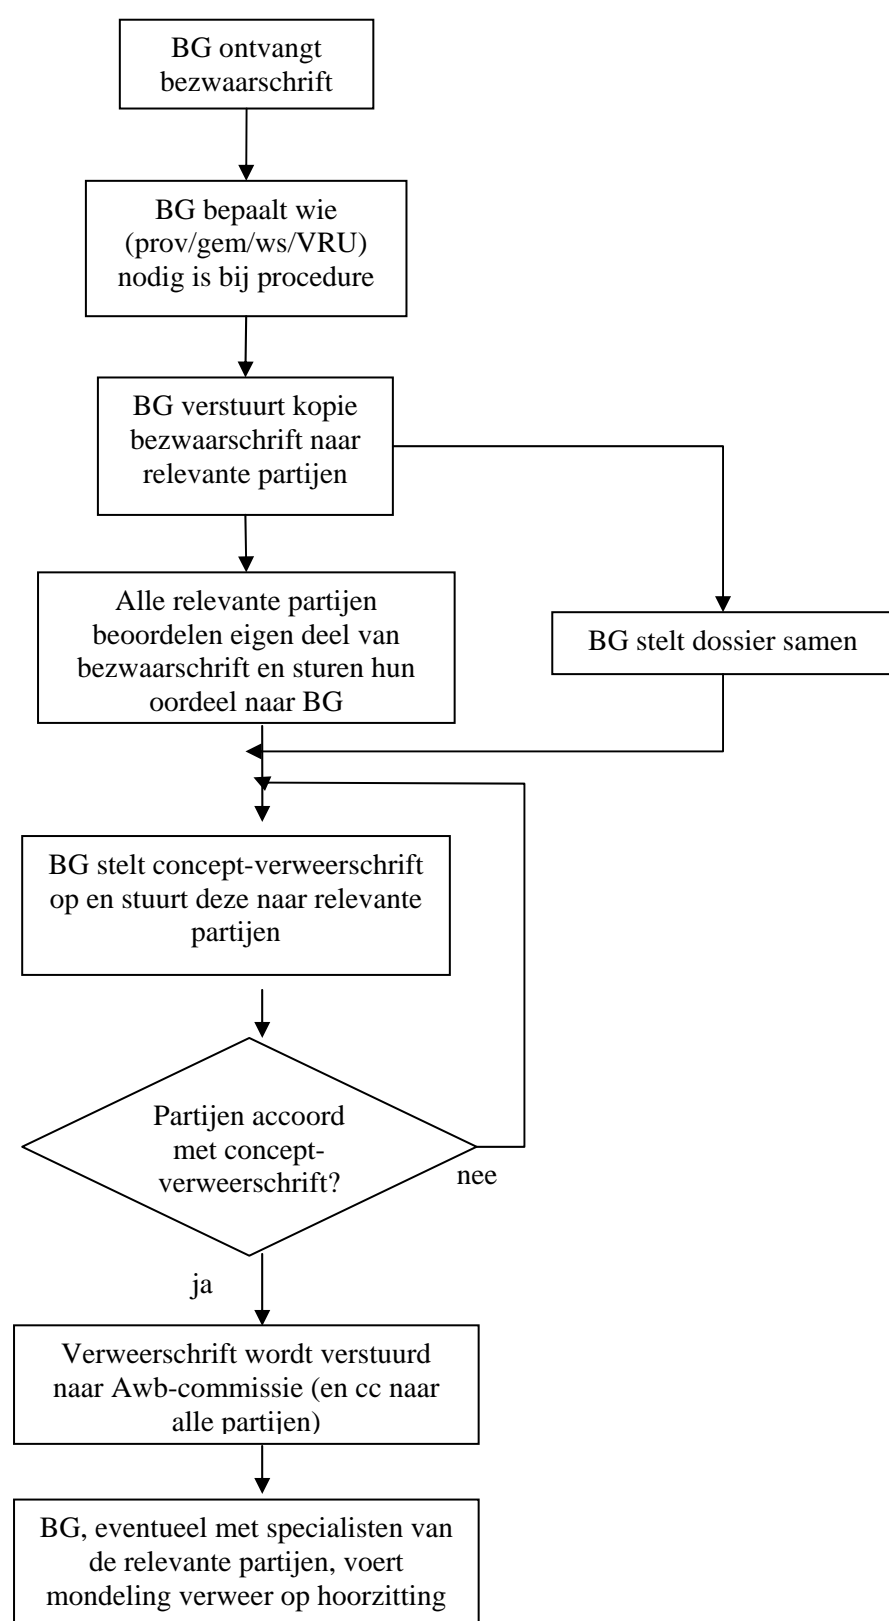 BG ontvangt
bezwaarschrift
BG bepaalt wie
(prov/gem/ws/VRU)
nodig is bij procedure
BG verstuurt kopie
bezwaarschrift naar
relevante partijen
Alle relevante partijen
beoordelen eigen deel van
bezwaarschrift en sturen hun
oordeel naar BG
BG stelt dossier samen
BG stelt concept-verweerschrift
op en stuurt deze naar relevante
partijen
Partijen accoord
met concept-
verweerschrift?
nee
ja
Verweerschrift wordt verstuurd
naar Awb-commissie (en cc naar
alle partijen)
BG, eventueel met specialisten van
de relevante partijen, voert
mondeling verweer op hoorzitting